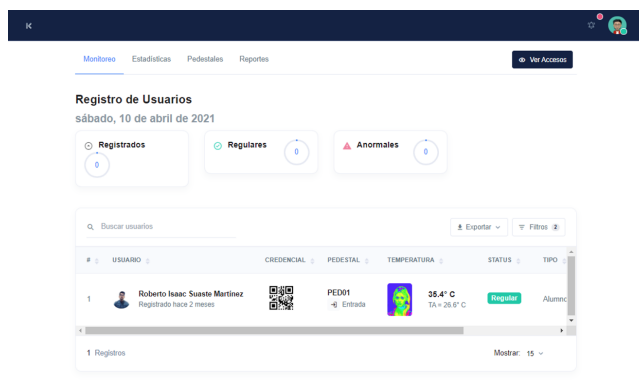 K
Monitoreo Estadísticas Pedestales Reportes Ver Accesos
Registro de Usuarios
sábado, 10 de abril de 2021
Registrados Regulares Anormales
0 0 0
Buscar usuarios Exportar Filtros 2
# USUARIO CREDENCIAL PEDESTAL TEMPERATURA STATUS TIPO
1 Roberto Isaac Suaste Martinez PED01 35.4° C Regular Alumno
Registrado hace 2 meses Entrada TA = 26.6° C
1 Registros Mostrar: 15